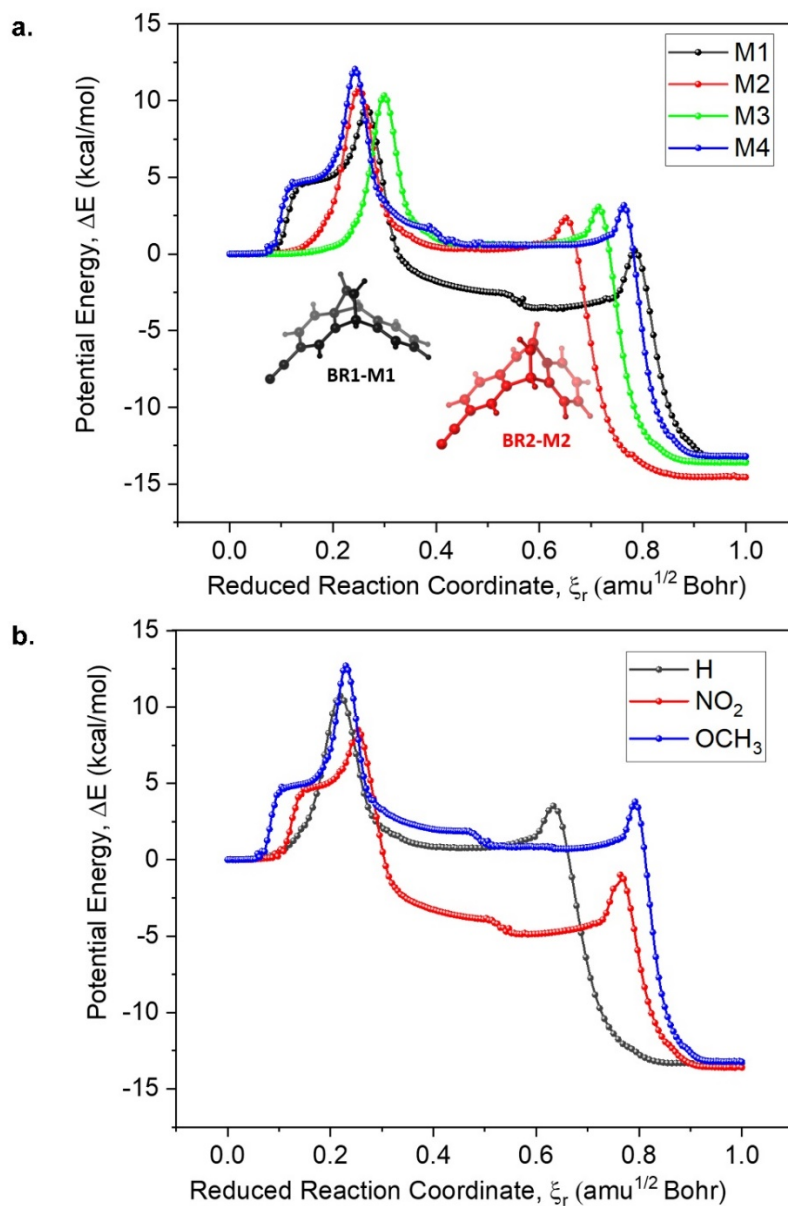 a.
15
10
5
0
-5
-10
-15
Potential Energy, ΔE (kcal/mol)
M1
M2
M3
M4
BR1-M1
BR2-M2
0.0 0.2 0.4 0.6 0.8 1.0
Reduced Reaction Coordinate, ξr (amu1/2 Bohr)
b.
15
10
5
0
-5
-10
-15
Potential Energy, ΔE (kcal/mol)
H
NO2
OCH3
0.0 0.2 0.4 0.6 0.8 1.0
Reduced Reaction Coordinate, ξr (amu1/2 Bohr)